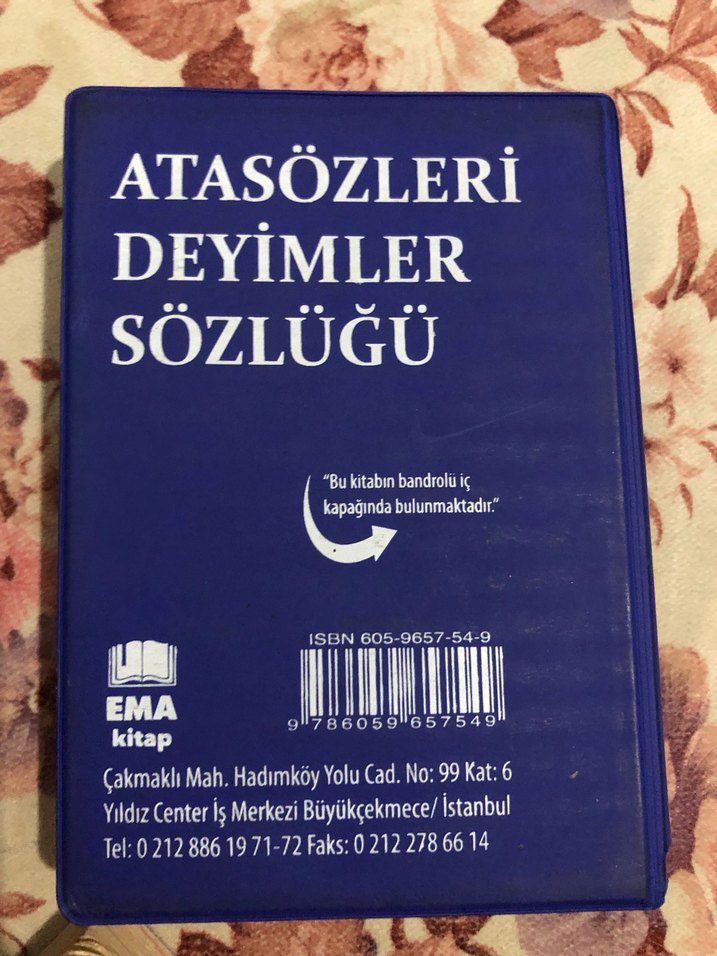 ATASÖZLERİ
DEYİMLER
SÖZLÜĞÜ
“Bu kitabın bandrolü iç
kapağında bulunmaktadır.”
ISBN 605-9657-54-9
9 786059 657549
EMA
kitap
Çakmaklı Mah. Hadımköy Yolu Cad. No: 99 Kat: 6
Yıldız Center İş Merkezi Büyükçekmece/ İstanbul
Tel: 0 212 886 19 71-72 Faks: 0 212 278 66 14